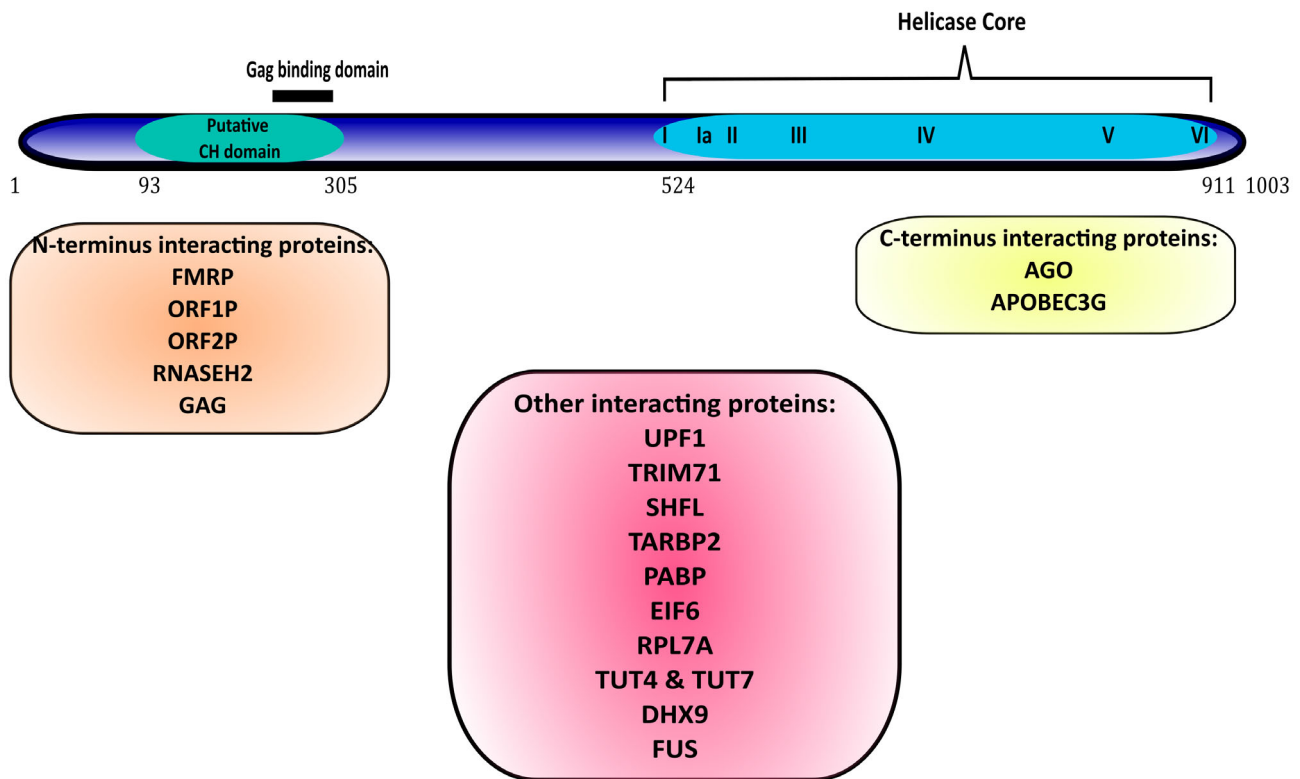 Helicase Core
Gag binding domain
Putative
CH domain
I Ia II III IV V VI
1 93 305 524 911 1003
N-terminus interacting proteins:
FMRP
ORF1P
ORF2P
RNASEH2
GAG
C-terminus interacting proteins:
AGO
APOBEC3G
Other interacting proteins:
UPF1
TRIM71
SHFL
TARBP2
PABP
EIF6
RPL7A
TUT4 & TUT7
DHX9
FUS